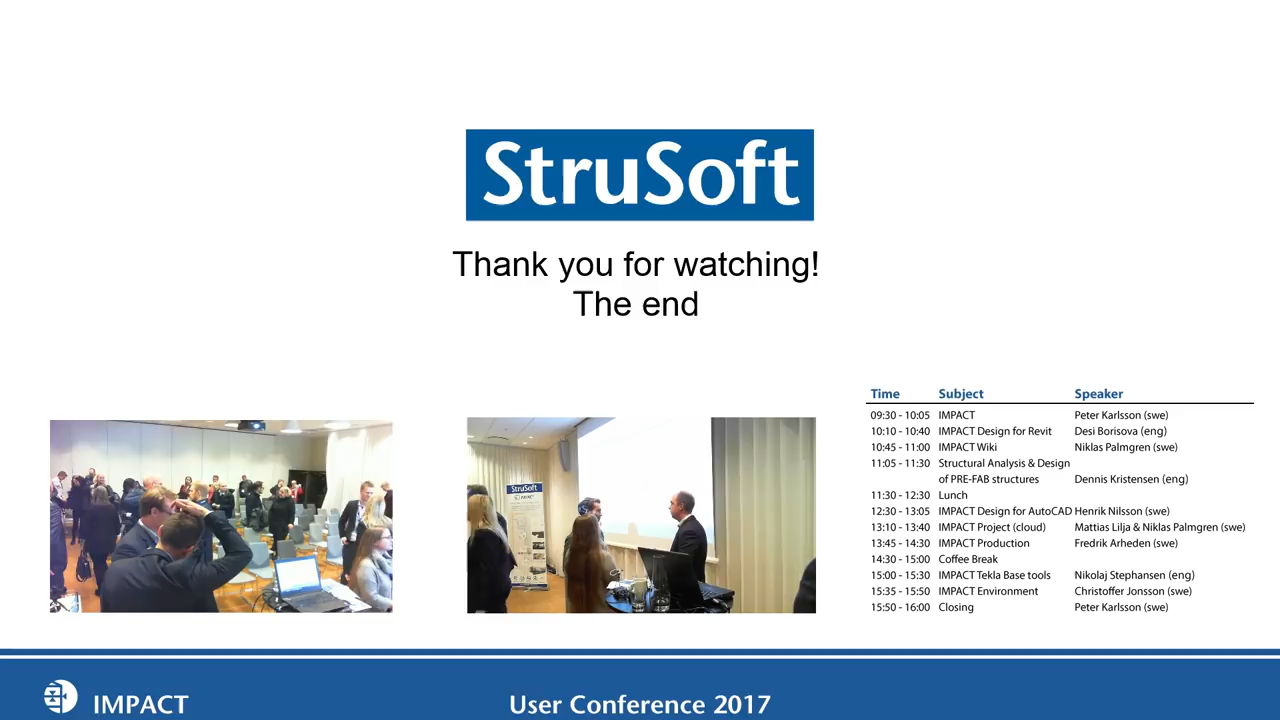 StruSoft
Thank you for watching!
The end
Time Subject Speaker
09:30 - 10:05 IMPACT Peter Karlsson (swe)
10:10 - 10:40 IMPACT Design for Revit Desi Borisova (eng)
10:45 - 11:00 IMPACT Wiki Niklas Palmgren (swe)
11:05 - 11:30 Structural Analysis & Design
of PRE-FAB structures Dennis Kristensen (eng)
11:30 - 12:30 Lunch
12:30 - 13:05 IMPACT Design for AutoCAD Henrik Nilsson (swe)
13:10 - 13:40 IMPACT Project (cloud) Mattias Lilja & Niklas Palmgren (swe)
13:45 - 14:30 IMPACT Production Fredrik Arheden (swe)
14:30 - 15:00 Coffee Break
15:00 - 15:30 IMPACT Tekla Base tools Nikolaj Stephansen (eng)
15:35 - 15:50 IMPACT Environment Christoffer Jonsson (swe)
15:50 - 16:00 Closing Peter Karlsson (swe)
StruSoft
IMPACT
IMPACT
User Conference 2017